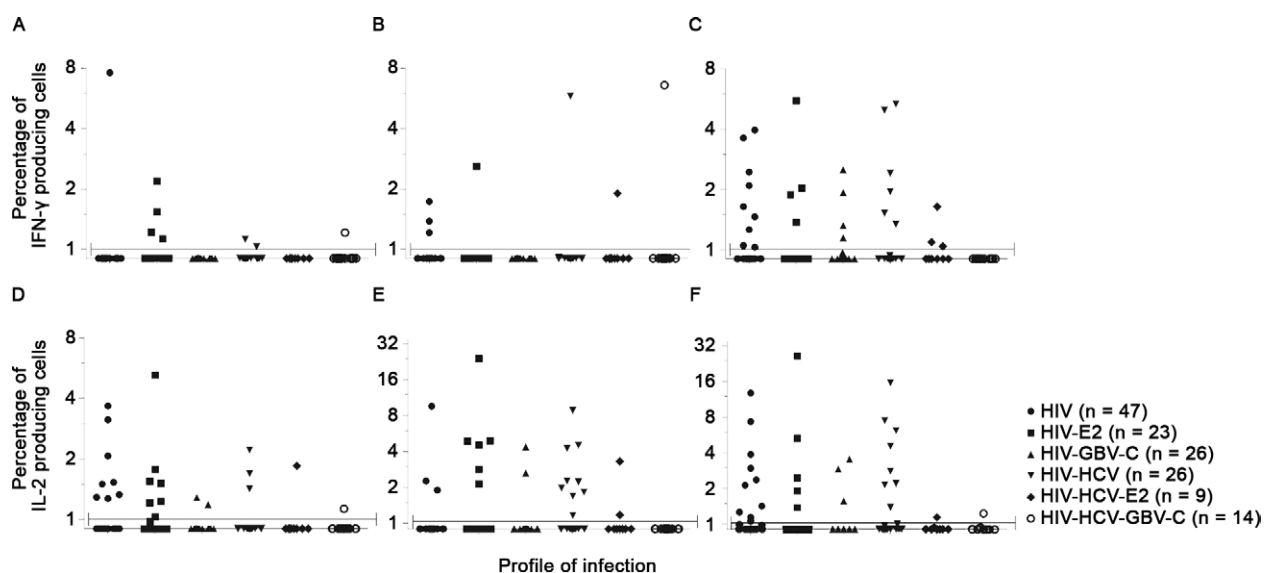 A
B
C
Percentage of
IFN-γ producing cells
8
4
2
1
8
4
2
1
8
4
2
1
D
E
F
Percentage of
IL-2 producing cells
8
4
2
1
32
16
8
4
2
1
32
16
8
4
2
1
HIV (n = 47)
HIV-E2 (n = 23)
HIV-GBV-C (n = 26)
HIV-HCV (n = 26)
HIV-HCV-E2 (n = 9)
HIV-HCV-GBV-C (n = 14)
Profile of infection